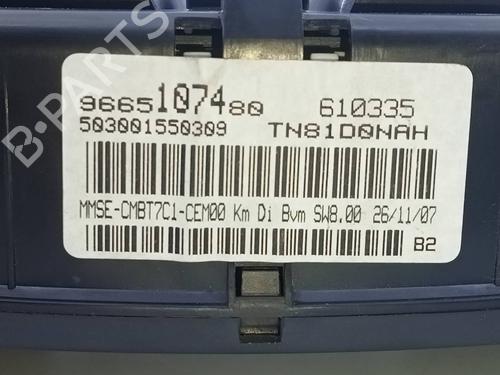 B-PARTS
9665107480 610335
503001550309 TN81D0NAH
MMSE-CMBT7C1-CEM00 Km Di Bvm SW8.00 26/11/07
B2